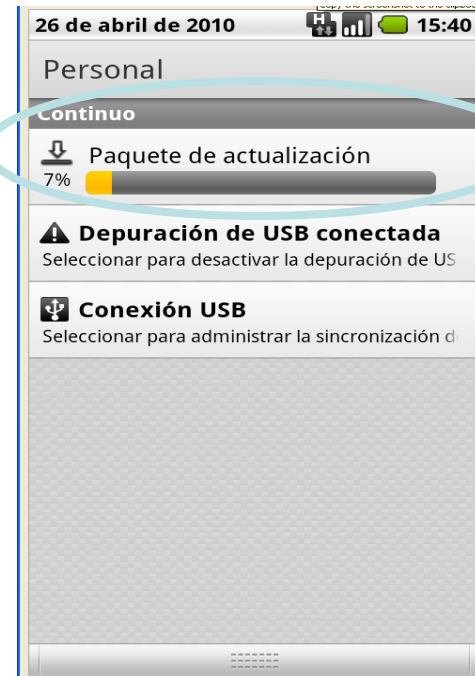 26 de abril de 2010 H 15:40
Personal
Continuo
Paquete de actualización
7%
Depuración de USB conectada
Seleccionar para desactivar la depuración de US
Conexión USB
Seleccionar para administrar la sincronización d